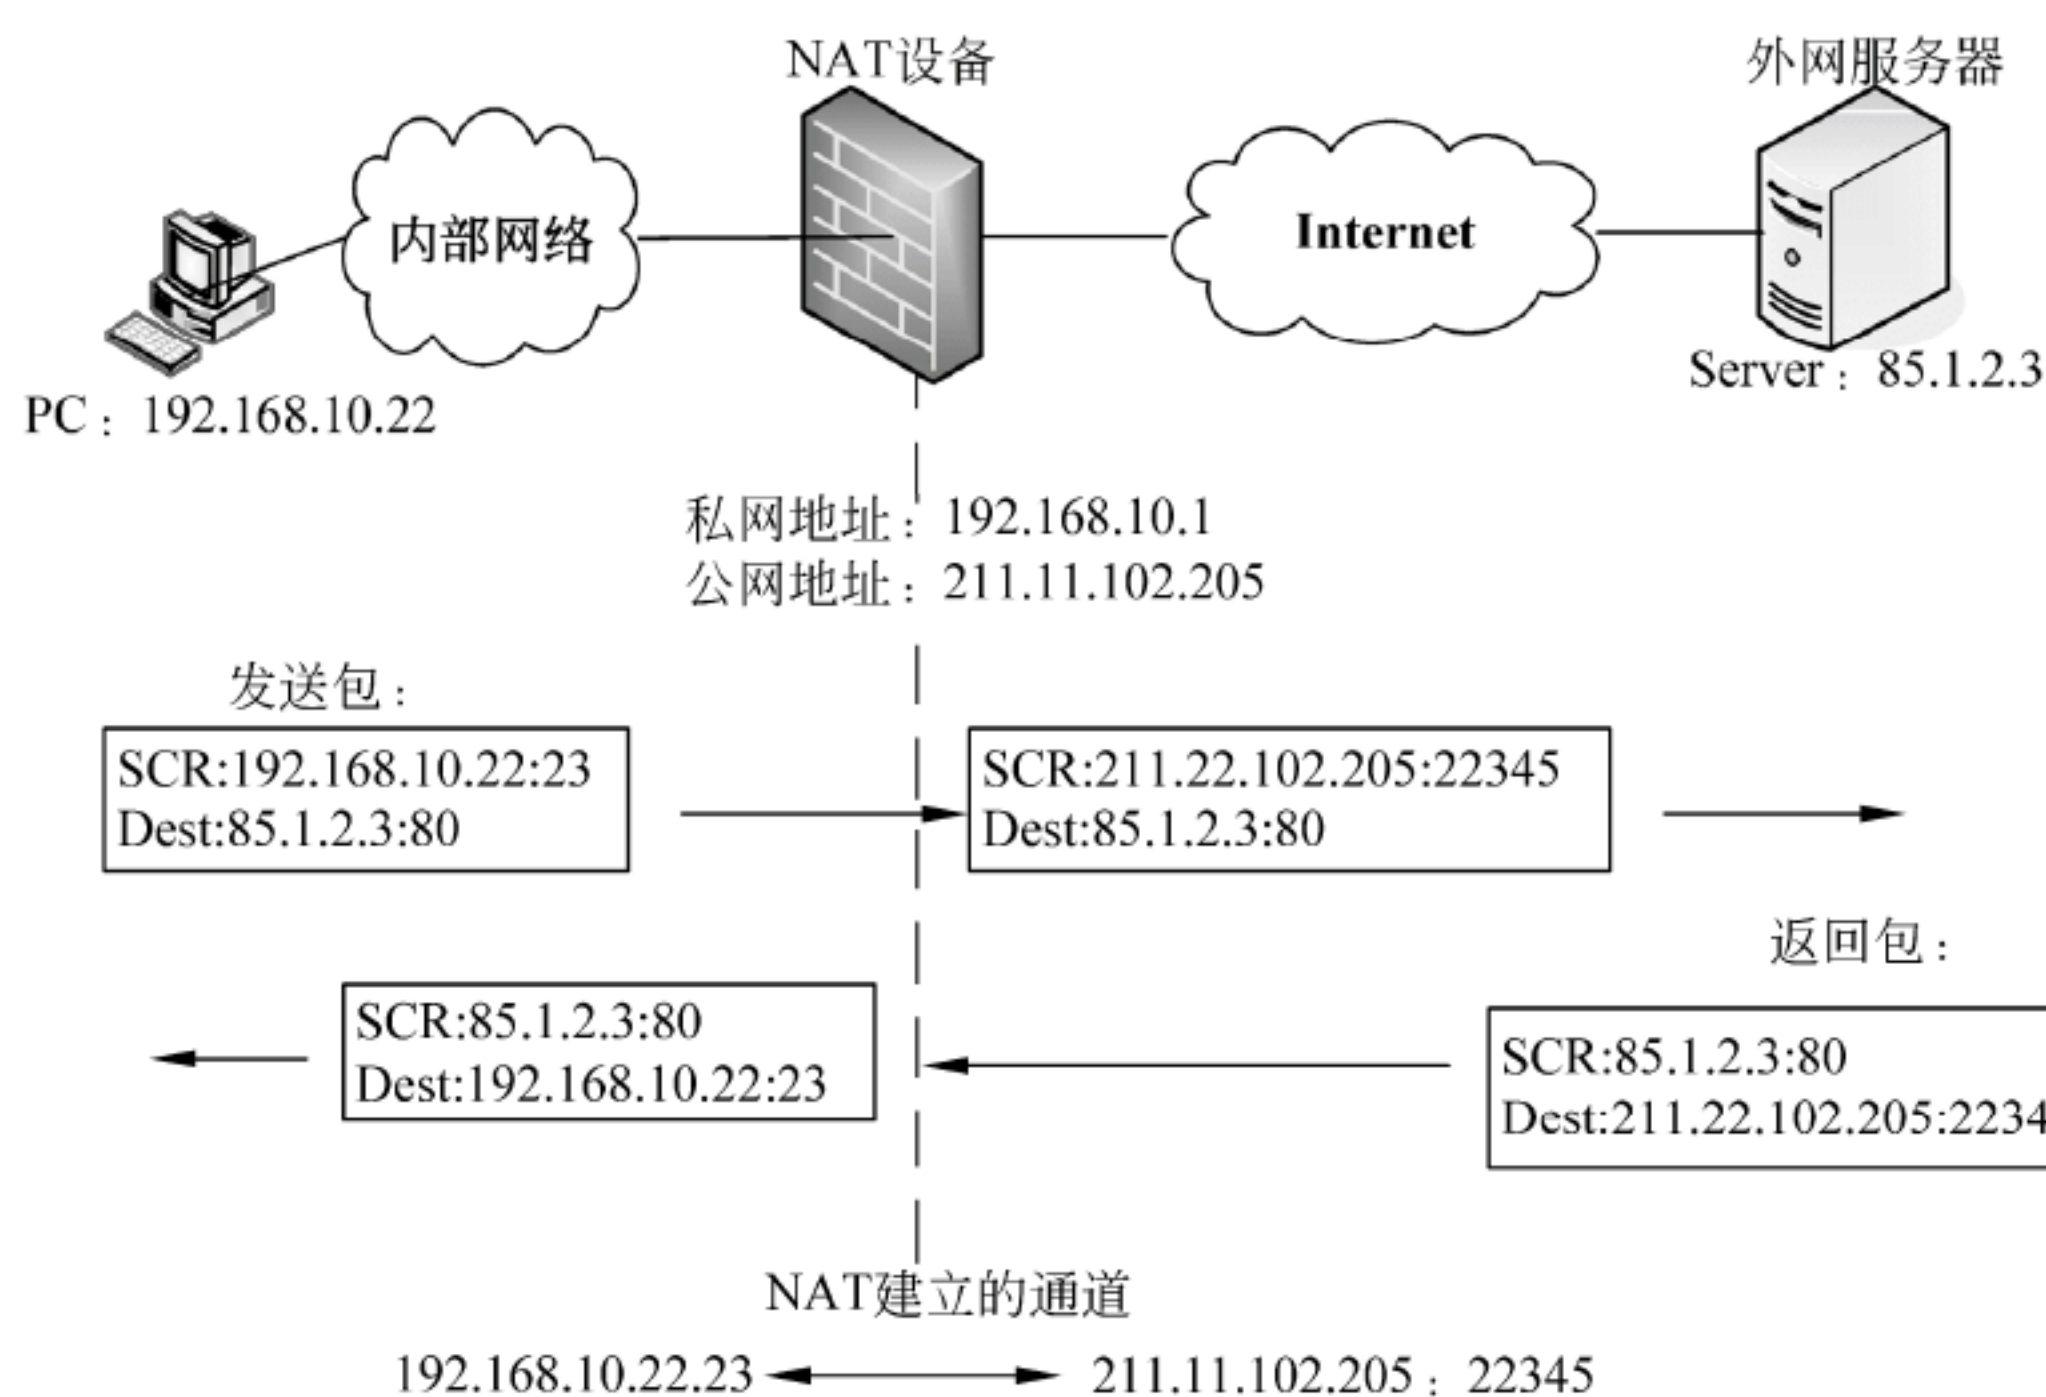 NAT设备
外网服务器
内部网络
Internet
PC：192.168.10.22
Server：85.1.2.3
私网地址：192.168.10.1
公网地址：211.11.102.205
发送包：
SCR:192.168.10.22:23
Dest:85.1.2.3:80
SCR:211.22.102.205:22345
Dest:85.1.2.3:80
返回包：
SCR:85.1.2.3:80
Dest:192.168.10.22:23
SCR:85.1.2.3:80
Dest:211.22.102.205:2234
NAT建立的通道
192.168.10.22.23
211.11.102.205：22345